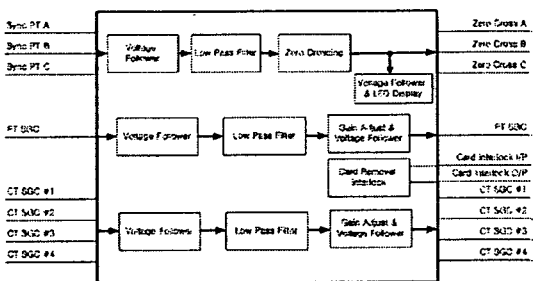 Sync PT A
Sync PT B
Sync PT C
Voltage
Follower
Low Pass Filter
Zero Crossing
Voltage Follower
& LED Display
Zero Cross A
Zero Cross B
Zero Cross C
PT SGC
Voltage Follower
Low Pass Filter
Gain Adjust &
Voltage Follower
PT SGC
Card Removal
Interlock
Card Interlock I/P
Card Interlock O/P
CT SGC #1
CT SGC #2
CT SGC #3
CT SGC #4
Voltage Follower
Low Pass Filter
Gain Adjust &
Voltage Follower
CT SGC #1
CT SGC #2
CT SGC #3
CT SGC #4